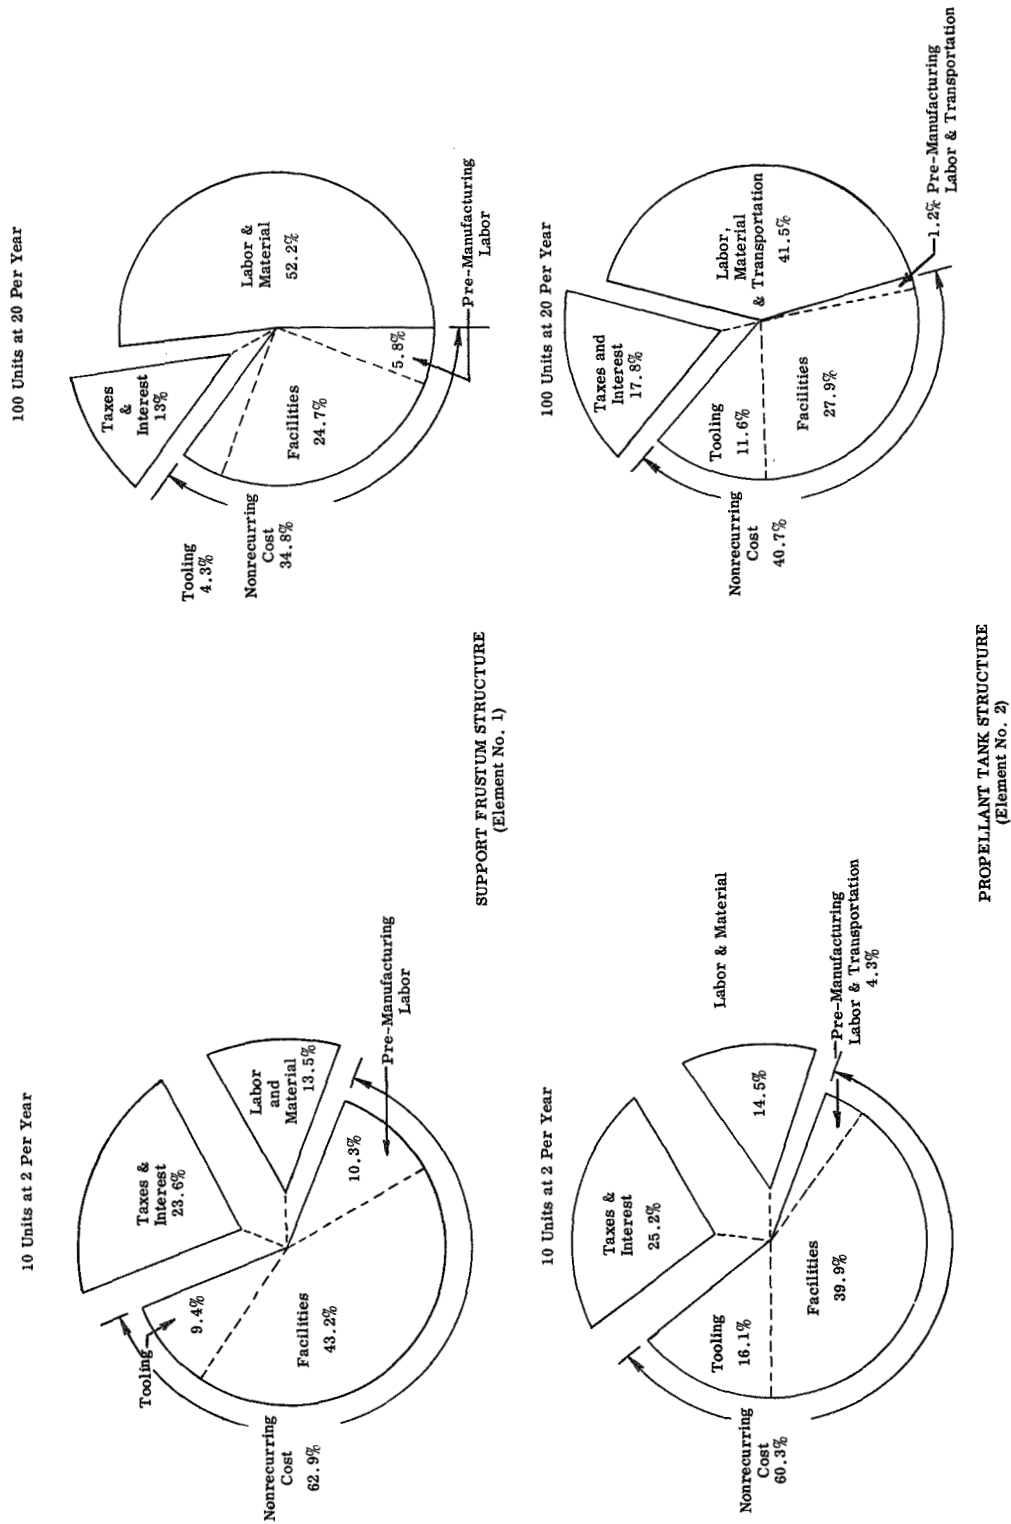 10 Units at 2 Per Year
Taxes &
Interest
23.6%
Labor
and
Material
13.5%
Tooling
9.4%
10.3%
Pre-Manufacturing
Labor
Facilities
43.2%
Nonrecurring
Cost
62.9%
100 Units at 20 Per Year
Taxes
&
Interest
13%
Labor &
Material
52.2%
Tooling
4.3%
Facilities
24.7%
5.8%
Pre-Manufacturing
Labor
Nonrecurring
Cost
34.8%
SUPPORT FRUSTUM STRUCTURE
(Element No. 1)
10 Units at 2 Per Year
Taxes &
Interest
25.2%
Labor & Material
14.5%
Tooling
16.1%
Facilities
39.9%
Pre-Manufacturing
Labor & Transportation
4.3%
Nonrecurring
Cost
60.3%
100 Units at 20 Per Year
Taxes and
Interest
17.8%
Labor,
Material
& Transportation
41.5%
Tooling
11.6%
Facilities
27.9%
1.2% Pre-Manufacturing
Labor & Transportation
Nonrecurring
Cost
40.7%
PROPELLANT TANK STRUCTURE
(Element No. 2)